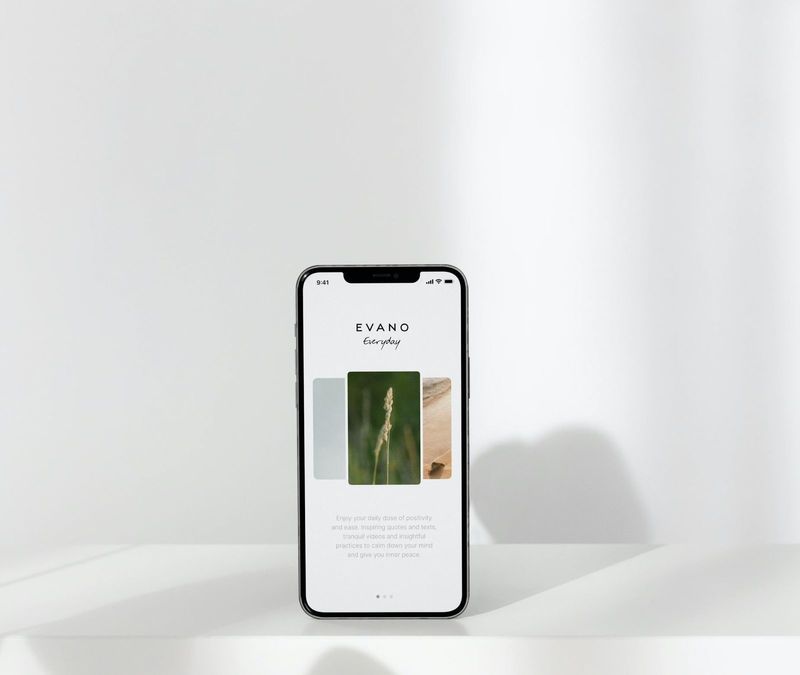 9:41
EVANO
Everyday
Enjoy your daily dose of positivity
and ease. Inspiring quotes and texts,
tranquil videos and insightful
practices to calm down your mind
and give you inner peace.